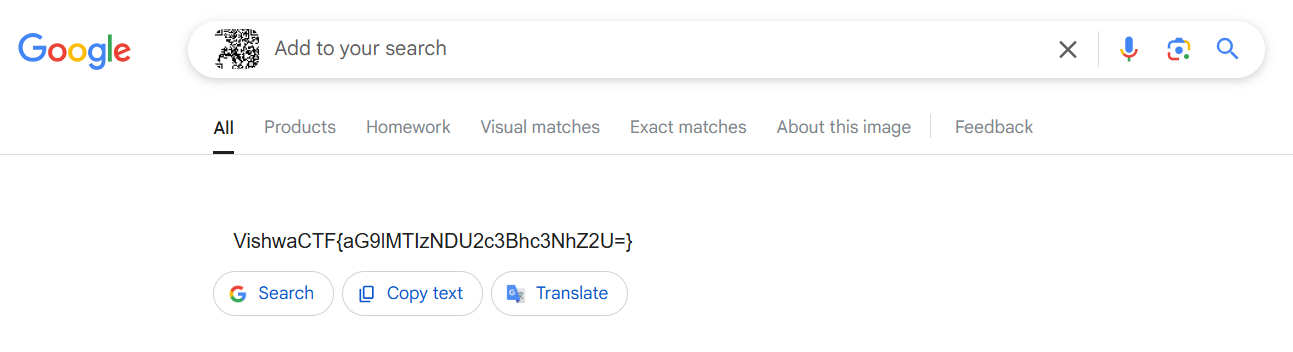 Google
Add to your search
All Products Homework Visual matches Exact matches About this image Feedback
VishwaCTF{aG9lMTIzNDU2c3Bhc3NhZ2U=}
Search Copy text Translate